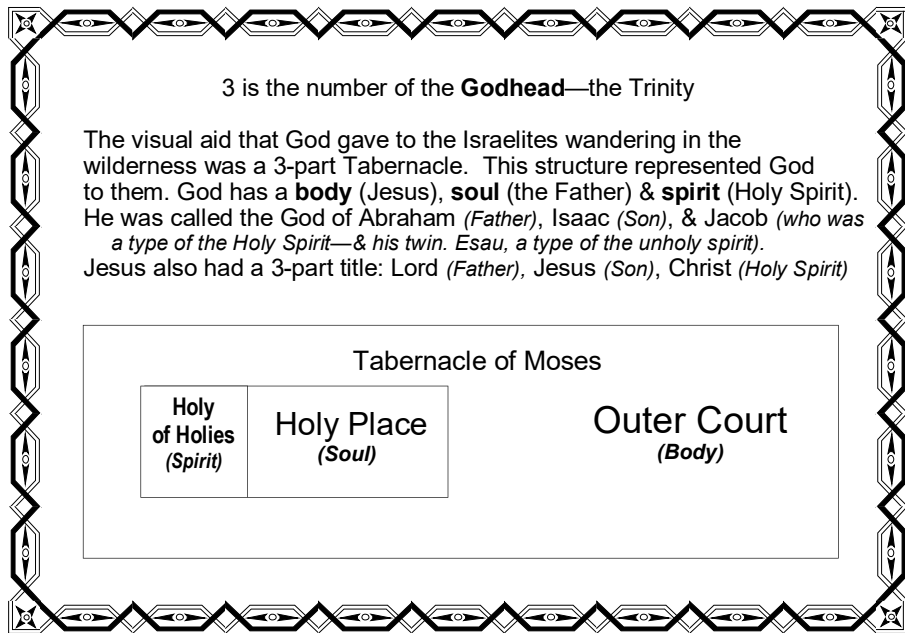 3 is the number of the Godhead—the Trinity
The visual aid that God gave to the Israelites wandering in the
wilderness was a 3-part Tabernacle.  This structure represented God
to them. God has a body (Jesus), soul (the Father) & spirit (Holy Spirit).
He was called the God of Abraham (Father), Isaac (Son), & Jacob (who was
a type of the Holy Spirit—& his twin. Esau, a type of the unholy spirit).
Jesus also had a 3-part title: Lord (Father), Jesus (Son), Christ (Holy Spirit)
Tabernacle of Moses
Holy
of Holies
(Spirit)
Holy Place
(Soul)
Outer Court
(Body)